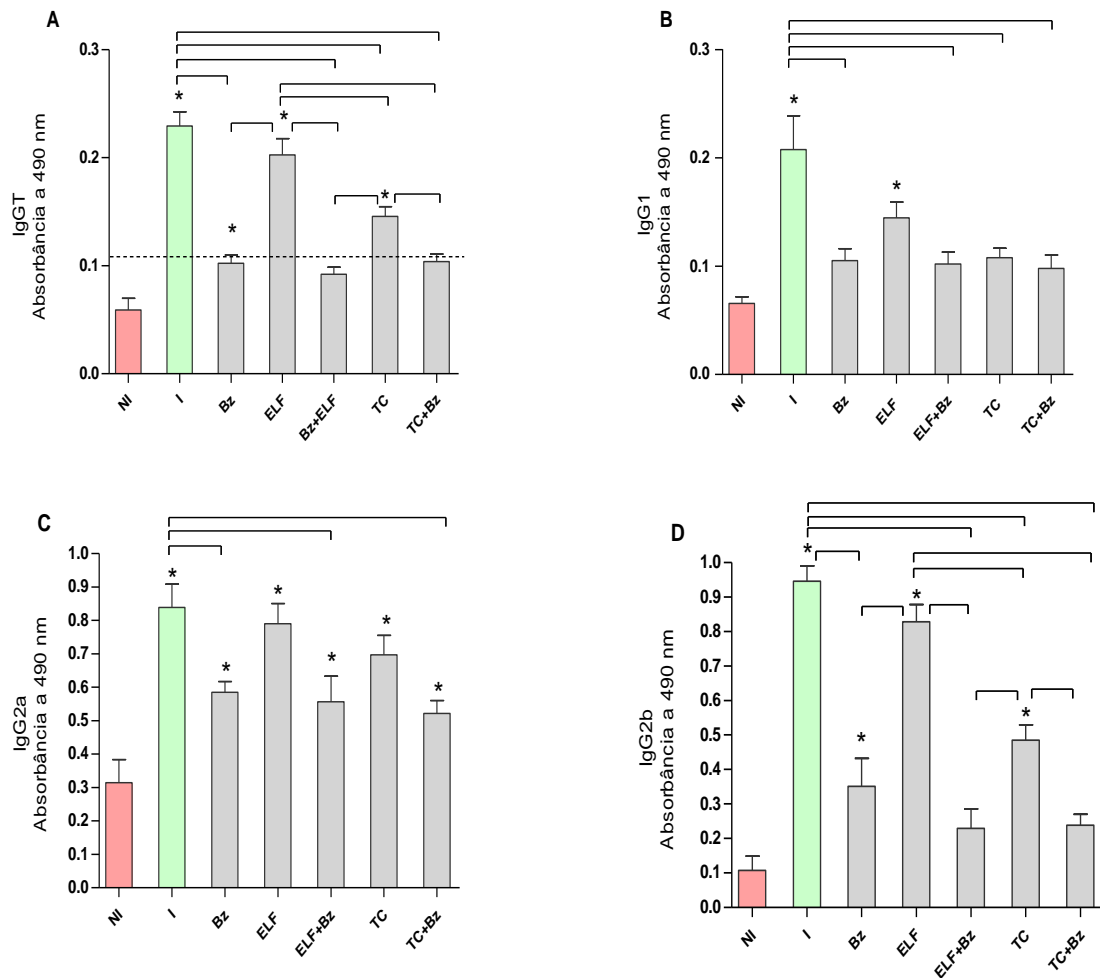 A
IgGT
Absorbância a 490 nm
0.3
0.2
0.1
0.0
*
*
*
*
NI
I
Bz
ELF
Bz+ELF
TC
TC+Bz
B
IgG1
Absorbância a 490 nm
0.3
0.2
0.1
0.0
*
*
NI
I
Bz
ELF
ELF+Bz
TC
TC+Bz
C
IgG2a
Absorbância a 490 nm
1.0
0.9
0.8
0.7
0.6
0.5
0.4
0.3
0.2
0.1
0.0
*
*
*
*
*
*
NI
I
Bz
ELF
ELF+Bz
TC
TC+Bz
D
IgG2b
Absorbância a 490 nm
1.0
0.9
0.8
0.7
0.6
0.5
0.4
0.3
0.2
0.1
0.0
*
*
*
*
NI
I
Bz
ELF
ELF+Bz
TC
TC+Bz